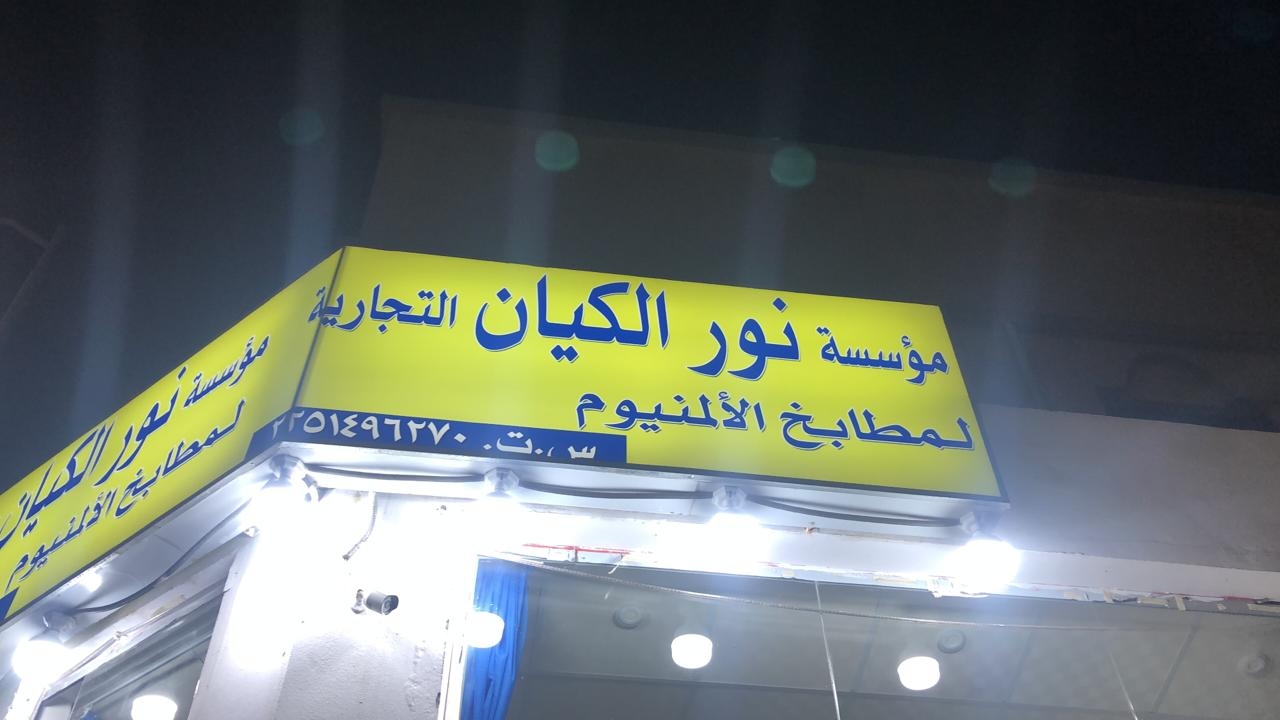 مؤسسة نور الكيان التجارية
لمطابخ الألمنيوم
س.ت. ٢٢٥١٤٩٦٢٧٠
مؤسسة نور الكيان
لمطابخ الألمنيوم